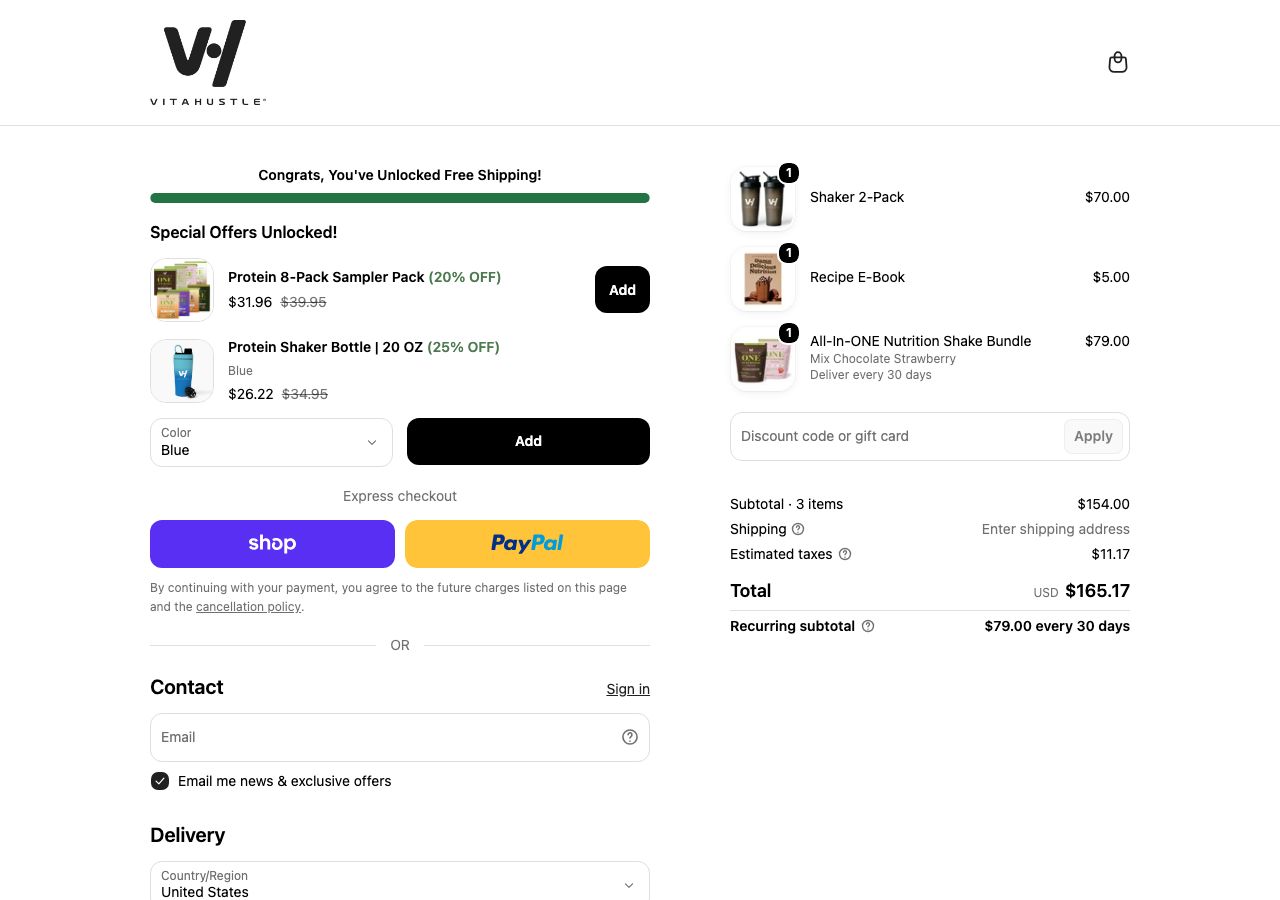 VITAHUSTLE
Congrats, You've Unlocked Free Shipping!
Special Offers Unlocked!
Protein 8-Pack Sampler Pack (20% OFF)
$31.96 $39.95
Add
Protein Shaker Bottle | 20 OZ (25% OFF)
Blue
$26.22 $34.95
Color
Blue
Add
Express checkout
shop
PayPal
By continuing with your payment, you agree to the future charges listed on this page
and the cancellation policy.
OR
Contact
Sign in
Email
Email me news & exclusive offers
Delivery
Country/Region
United States
1
Shaker 2-Pack
$70.00
1
Damn
Delicious
Nutrition
Recipe E-Book
$5.00
1
ONE
ONE
All-In-ONE Nutrition Shake Bundle
$79.00
Mix Chocolate Strawberry
Deliver every 30 days
Discount code or gift card
Apply
Subtotal · 3 items
$154.00
Shipping
Enter shipping address
Estimated taxes
$11.17
Total
USD $165.17
Recurring subtotal
$79.00 every 30 days